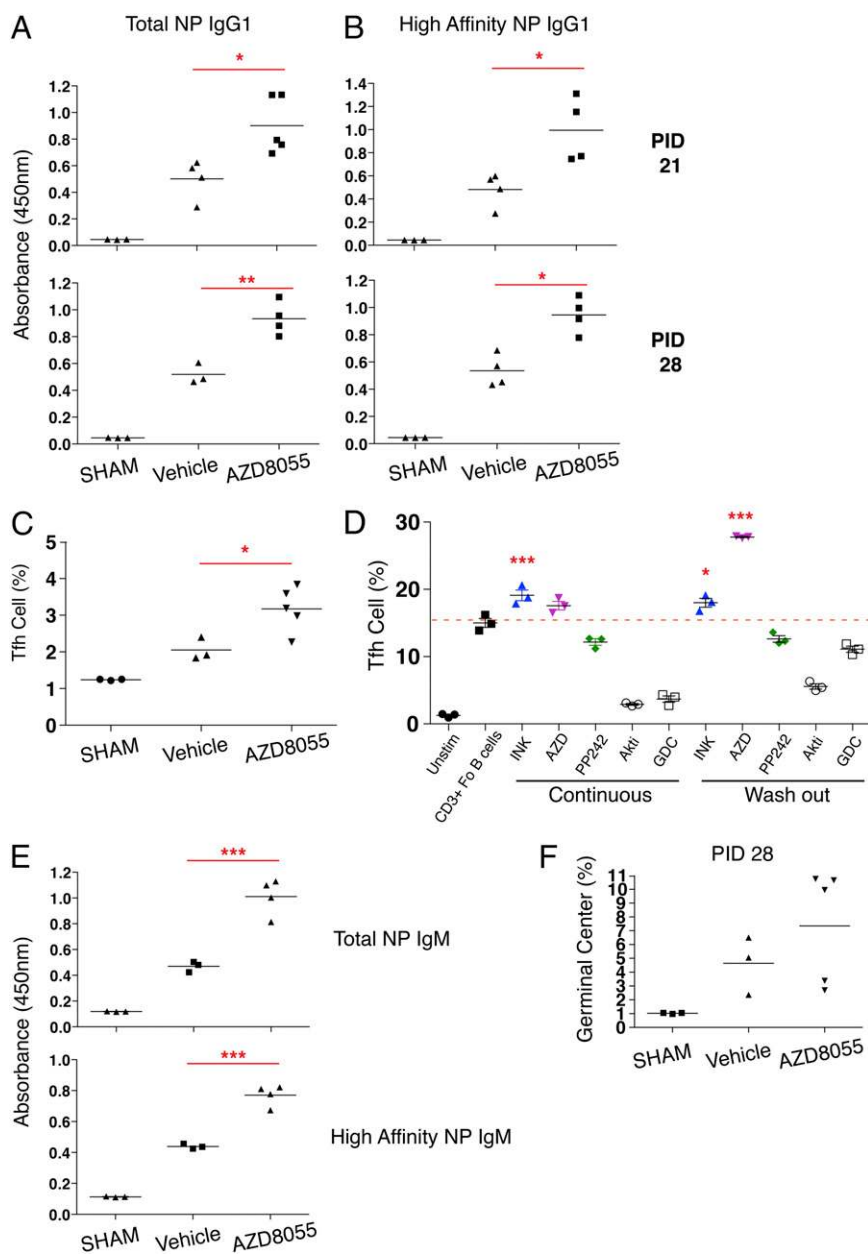 A
Total NP IgG1
B
High Affinity NP IgG1
*
*
1.2
1.0
0.8
0.6
0.4
0.2
0.0
1.4
1.2
1.0
0.8
0.6
0.4
0.2
0.0
PID
21
Absorbance (450nm)
**
*
1.2
1.0
0.8
0.6
0.4
0.2
0.0
1.2
1.0
0.8
0.6
0.4
0.2
0.0
PID
28
SHAM
Vehicle
AZD8055
SHAM
Vehicle
AZD8055
C
Tfh Cell (%)
*
5
4
3
2
1
0
SHAM
Vehicle
AZD8055
D
Tfh Cell (%)
30
20
10
0
***
***
*
Unstim
CD3+ Fo B cells
INK
AZD
PP242
Akti
GDC
INK
AZD
PP242
Akti
GDC
Continuous
Wash out
E
Absorbance (450nm)
***
1.2
1.0
0.8
0.6
0.4
0.2
0.0
Total NP IgM
***
1.0
0.8
0.6
0.4
0.2
0.0
High Affinity NP IgM
SHAM
Vehicle
AZD8055
F
PID 28
Germinal Center (%)
11
10
9
8
7
6
5
4
3
2
1
0
SHAM
Vehicle
AZD8055